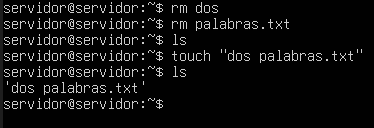 servidor@servidor:~$ rm dos
servidor@servidor:~$ rm palabras.txt
servidor@servidor:~$ ls
servidor@servidor:~$ touch "dos palabras.txt"
servidor@servidor:~$ ls
'dos palabras.txt'
servidor@servidor:~$